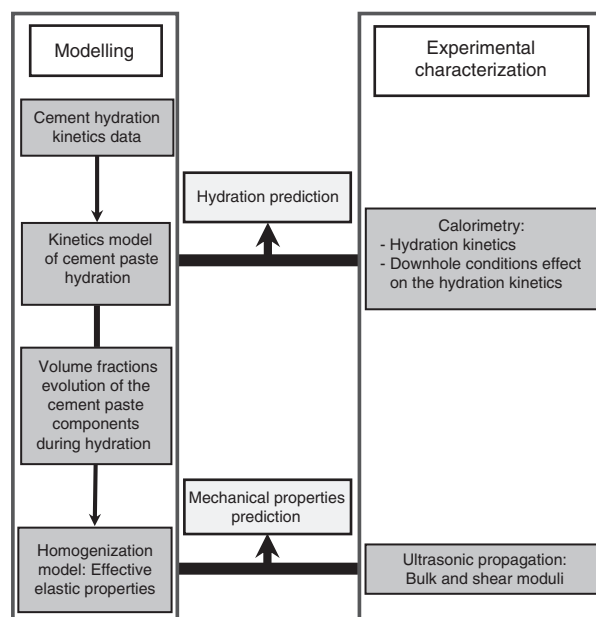 Modelling
Cement hydration
kinetics data
Kinetics model
of cement paste
hydration
Volume fractions
evolution of the
cement paste
components
during hydration
Homogenization
model: Effective
elastic properties
Hydration prediction
Mechanical properties
prediction
Experimental
characterization
Calorimetry:
- Hydration kinetics
- Downhole conditions effect
on the hydration kinetics
Ultrasonic propagation:
Bulk and shear moduli